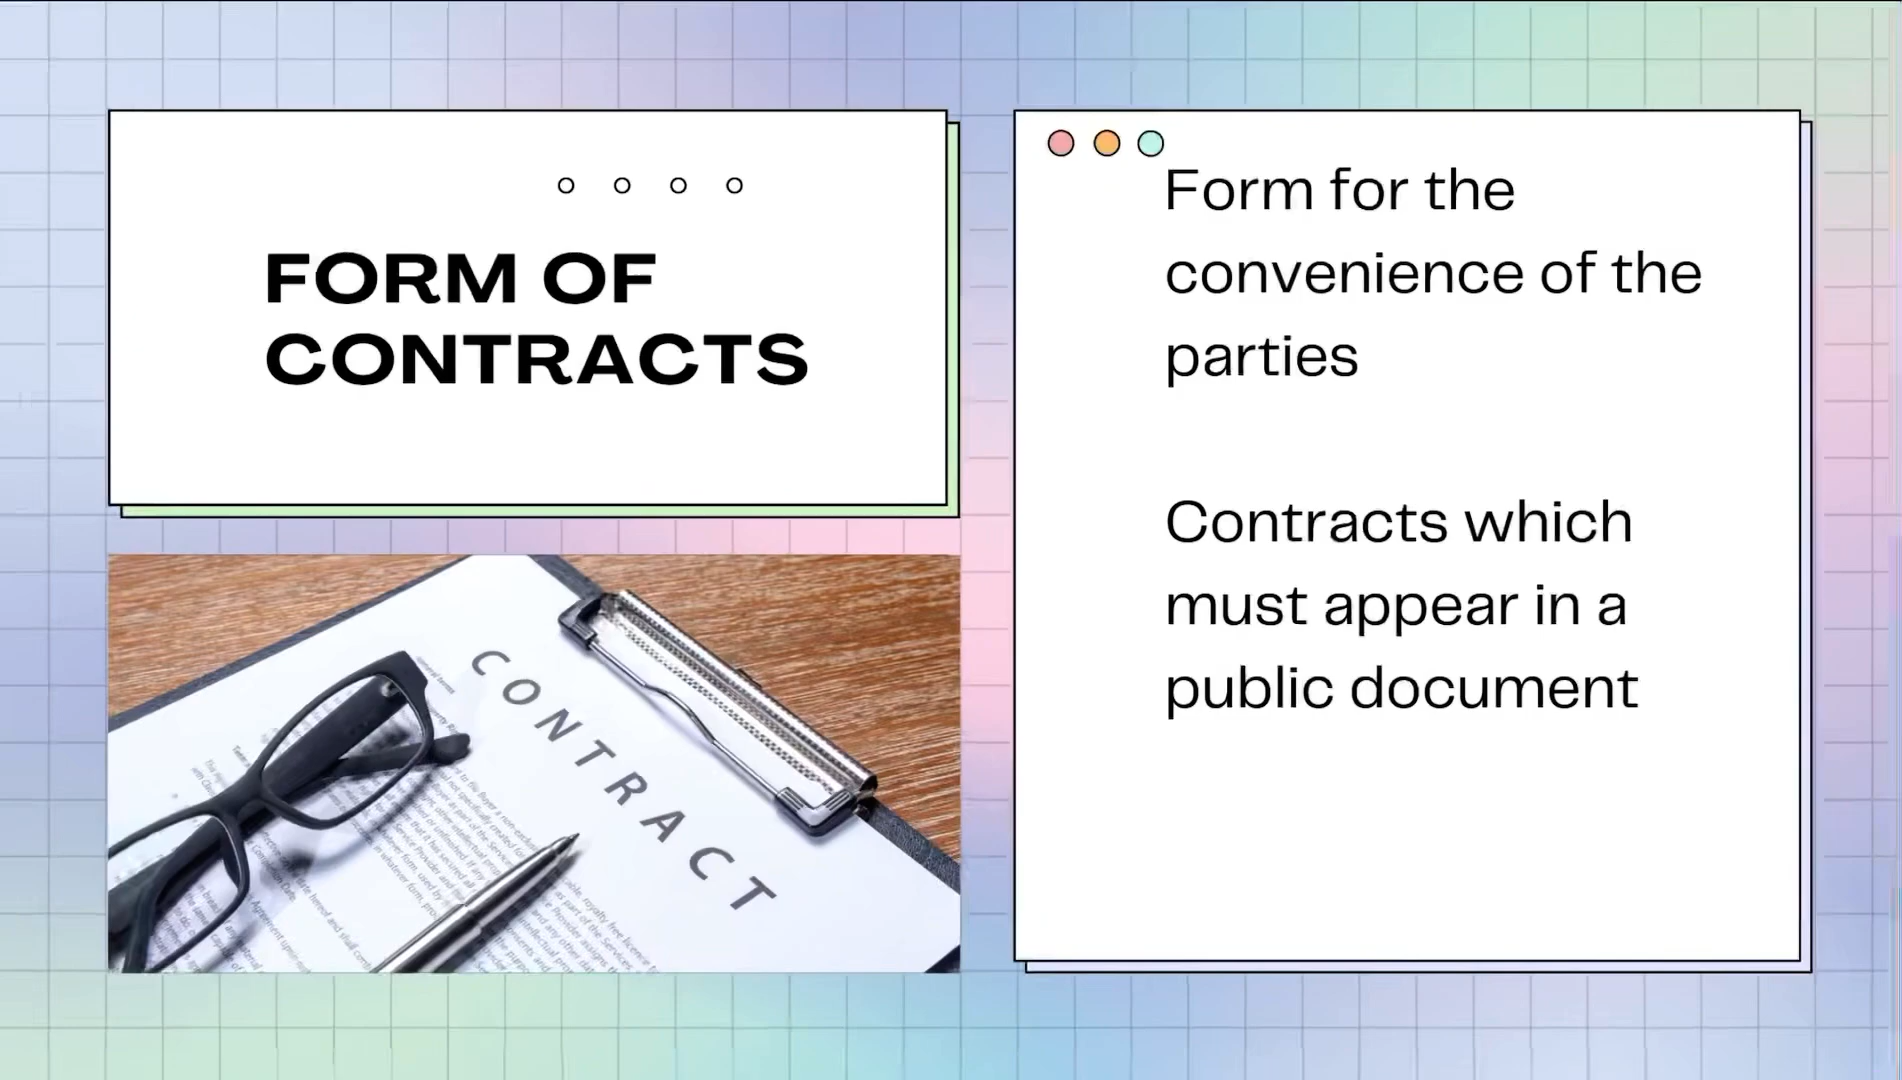 FORM OF
CONTRACTS
Form for the
convenience of the
parties
Contracts which
must appear in a
public document
CONTRACT